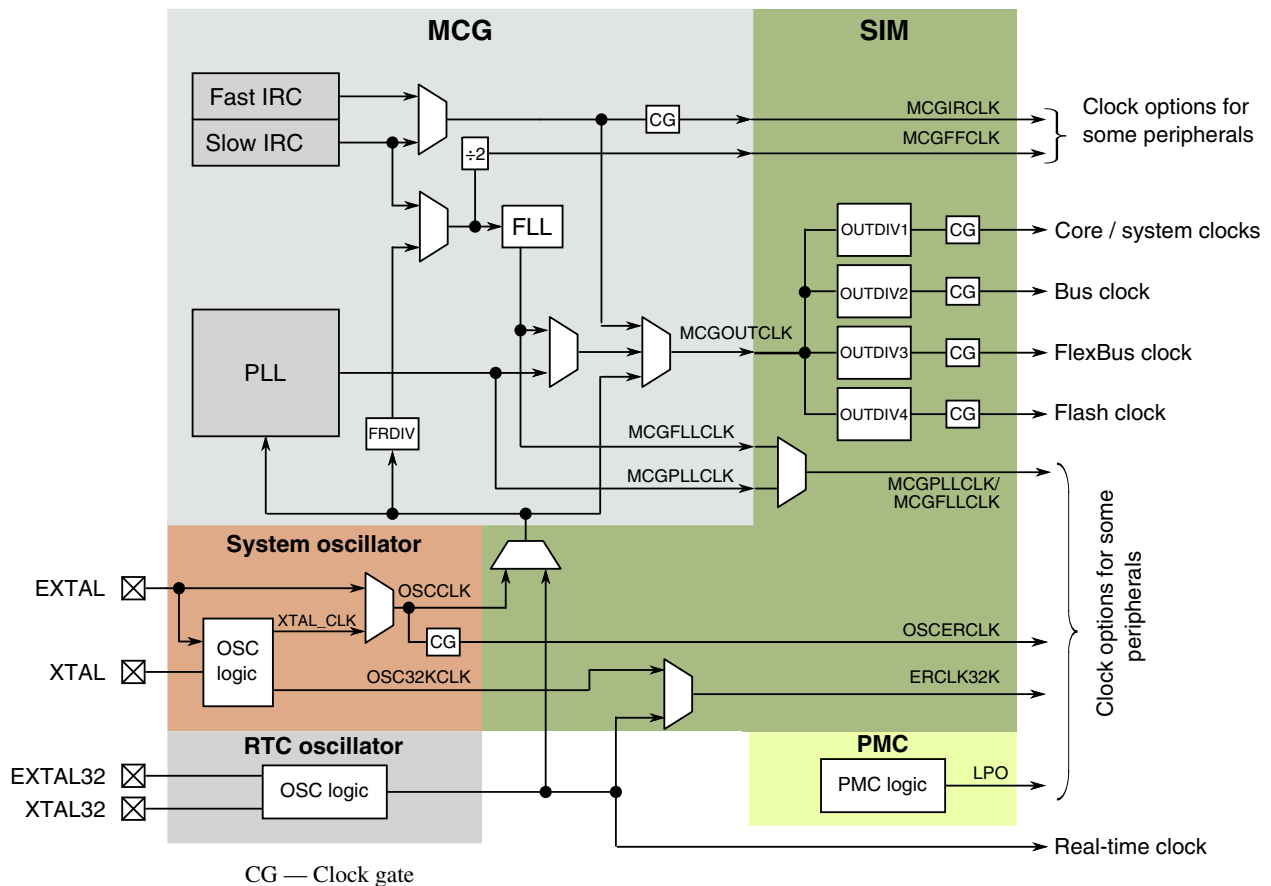 MCG
SIM
Fast IRC
Slow IRC
CG
MCGIRCLK
MCGFFCLK
Clock options for
some peripherals
÷2
FLL
OUTDIV1
CG
Core / system clocks
OUTDIV2
CG
Bus clock
PLL
MCGOUTCLK
OUTDIV3
CG
FlexBus clock
OUTDIV4
CG
Flash clock
FRDIV
MCGFLLCLK
MCGPLLCLK
MCGPLLCLK/
MCGFLLCLK
System oscillator
EXTAL
OSCCLK
XTAL_CLK
OSC
logic
CG
OSCERCLK
XTAL
OSC32KCLK
ERCLK32K
Clock options for some
peripherals
RTC oscillator
PMC
EXTAL32
XTAL32
OSC logic
PMC logic
LPO
Real-time clock
CG — Clock gate